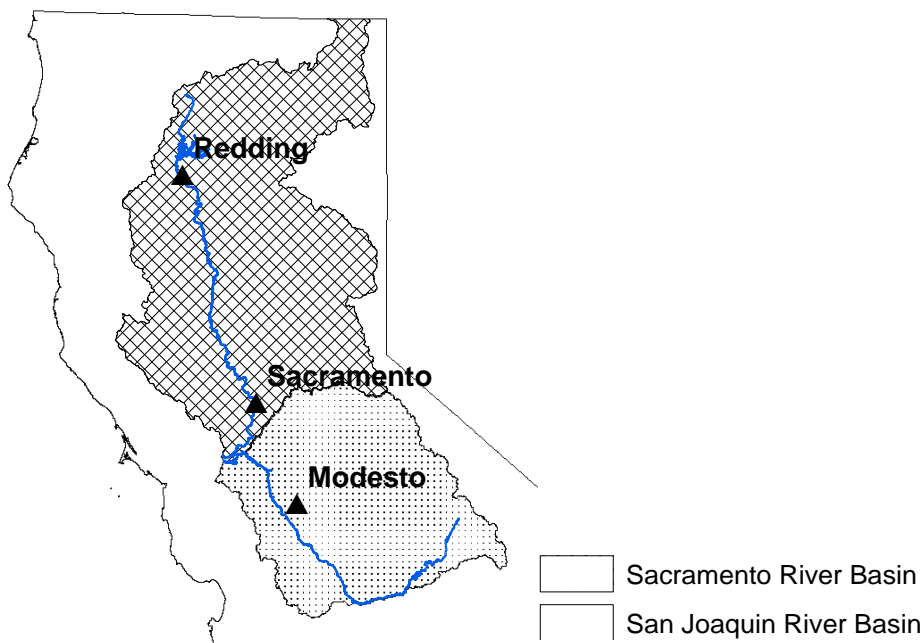 Redding
Sacramento
Modesto
Sacramento River Basin
San Joaquin River Basin